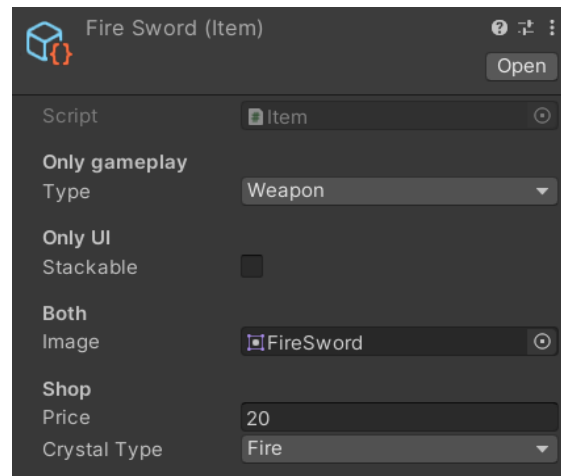 Fire Sword (Item)
Open
Script Item
Only gameplay
Type Weapon
Only UI
Stackable
Both
Image FireSword
Shop
Price 20
Crystal Type Fire